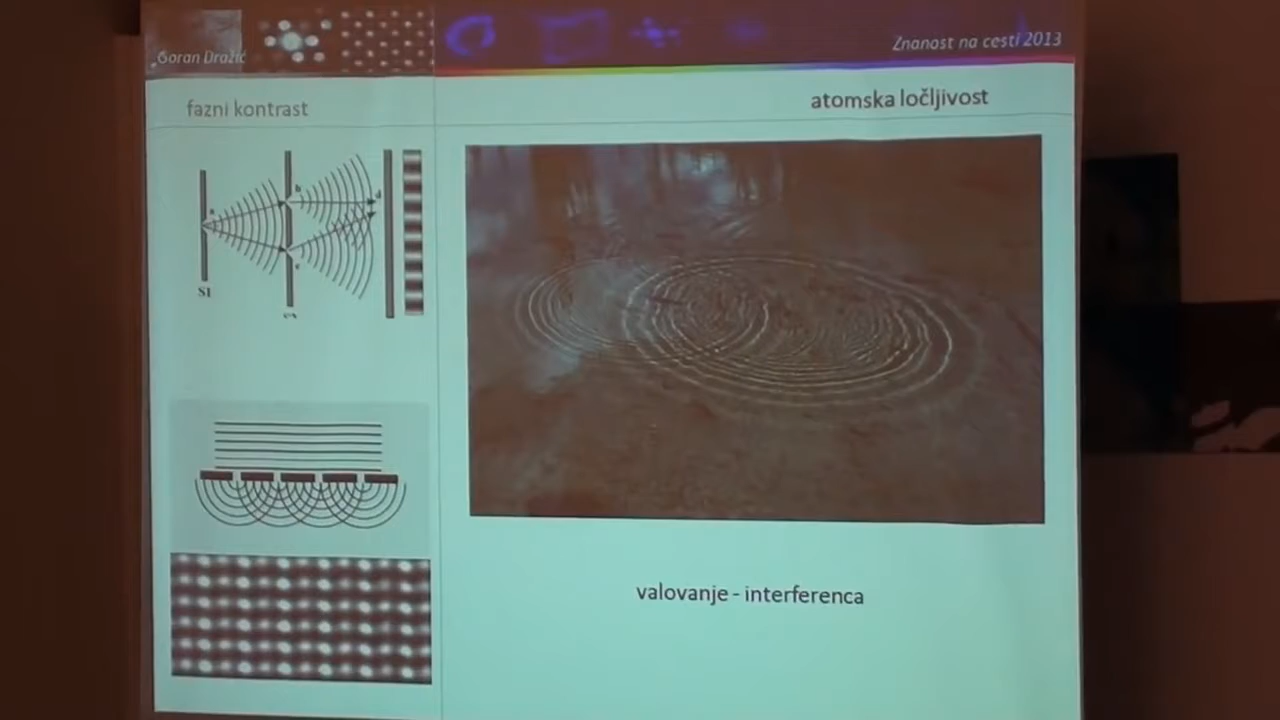 Goran Dražić
Znanost na cesti 2013
fazni kontrast
atomska ločljivost
a
b
c
d
S1
valovanje - interferenca